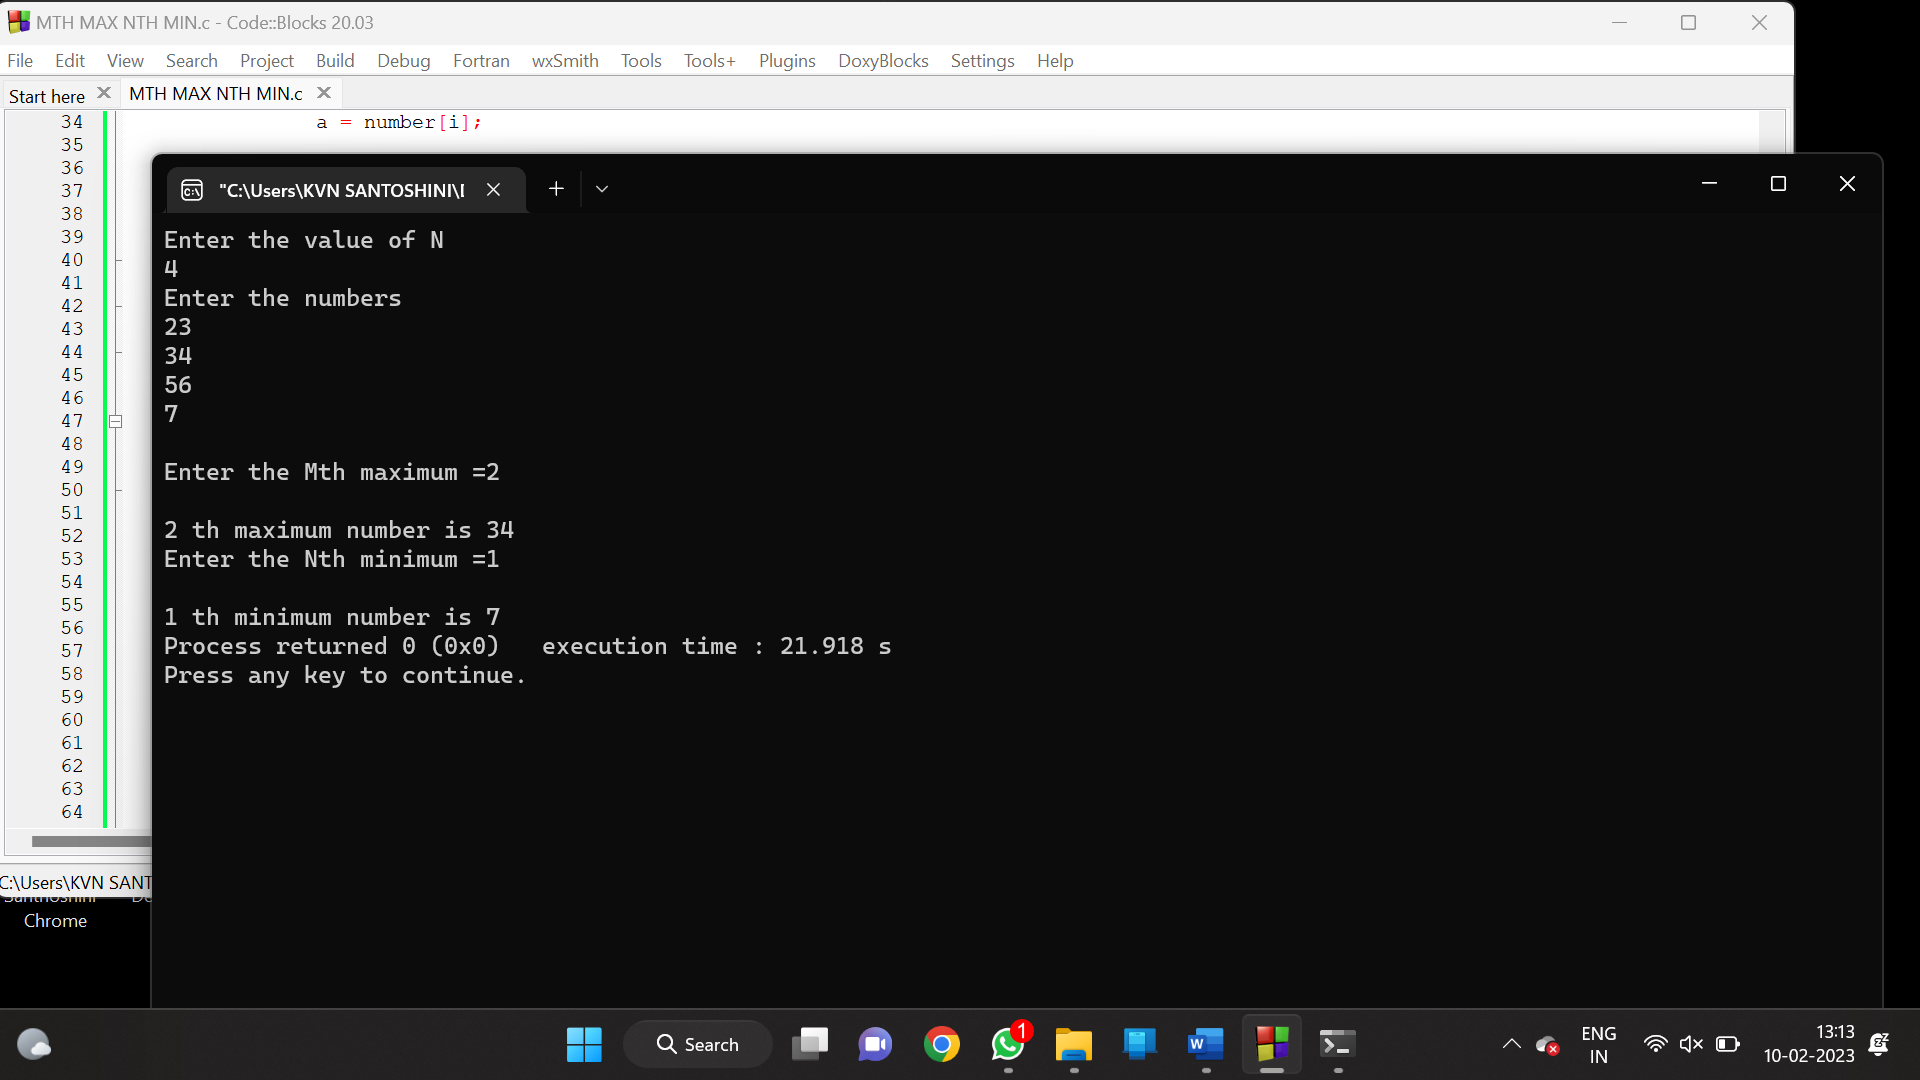 MTH MAX NTH MIN.c - Code::Blocks 20.03
File Edit View Search Project Build Debug Fortran wxSmith Tools Tools+ Plugins DoxyBlocks Settings Help
Start here MTH MAX NTH MIN.c
34 a = number[i];
35
36
37
38
39
40
41
42
43
44
45
46
47
48
49
50
51
52
53
54
55
56
57
58
59
60
61
62
63
64
"C:\Users\KVN SANTOSHINI\
Enter the value of N
4
Enter the numbers
23
34
56
7
Enter the Mth maximum =2
2 th maximum number is 34
Enter the Nth minimum =1
1 th minimum number is 7
Process returned 0 (0x0) execution time : 21.918 s
Press any key to continue.
C:\Users\KVN SANT
Chrome
Search
1
ENG
IN
13:13
10-02-2023